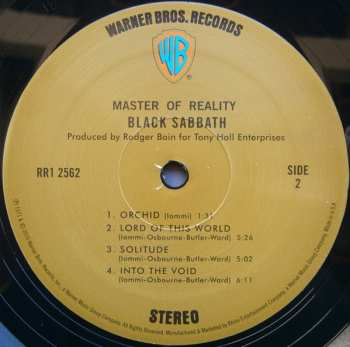 WARNER BROS. RECORDS
WB
MASTER OF REALITY
BLACK SABBATH
Produced by Rodger Bain for Tony Hall Enterprises
RR1 2562
SIDE
2
1. ORCHID (Iommi) 1:31
2. LORD OF THIS WORLD
(Iommi-Osbourne-Butler-Ward) 5:26
3. SOLITUDE
(Iommi-Osbourne-Butler-Ward) 5:02
4. INTO THE VOID
(Iommi-Osbourne-Butler-Ward) 6:11
STEREO